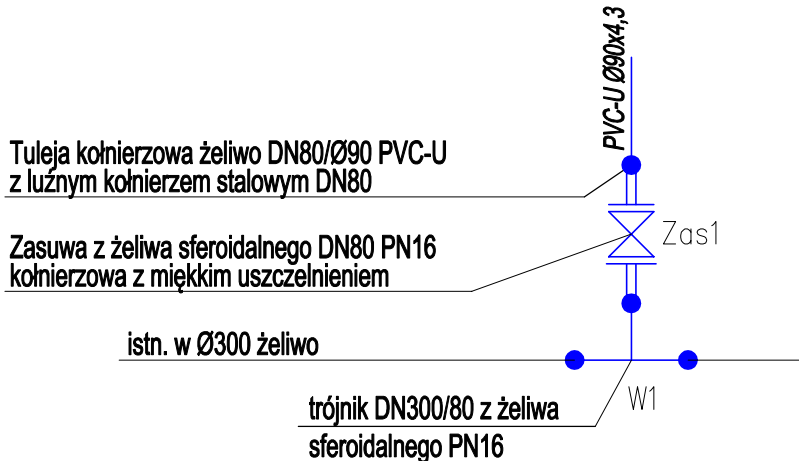 PVC-U Ø90x4,3
Tuleja kołnierzowa żeliwo DN80/Ø90 PVC-U
z luźnym kołnierzem stalowym DN80
Zas1
Zasuwa z żeliwa sferoidalnego DN80 PN16
kołnierzowa z miękkim uszczelnieniem
istn. w Ø300 żeliwo
W1
trójnik DN300/80 z żeliwa
sferoidalnego PN16